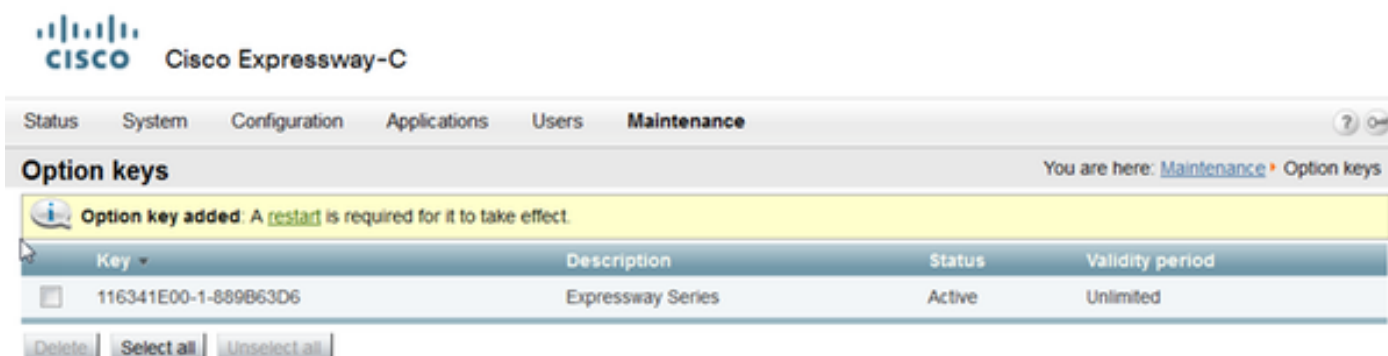 CISCO Cisco Expressway-C
Status System Configuration Applications Users Maintenance ?
Option keys You are here: Maintenance Option keys
i Option key added: A restart is required for it to take effect.
Key Description Status Validity period
116341E00-1-889B63D6 Expressway Series Active Unlimited
Delete Select all Unselect all